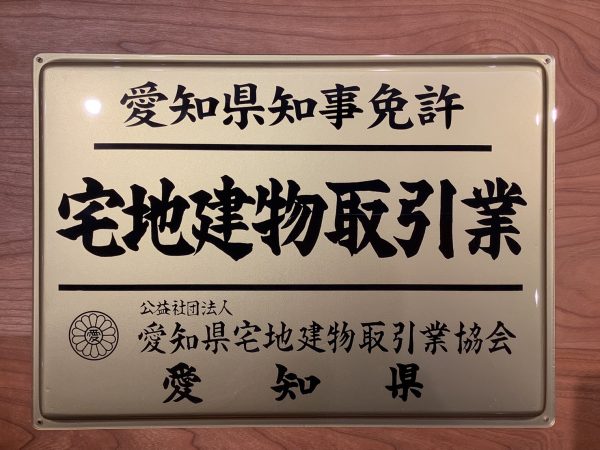 愛知県知事免許
宅地建物取引業
公益社団法人
愛
愛知県宅地建物取引業協会
愛知県